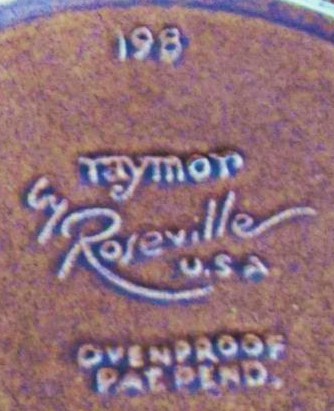 198
raymor
by Roseville
U.S.A
OVENPROOF
PAT PEND.